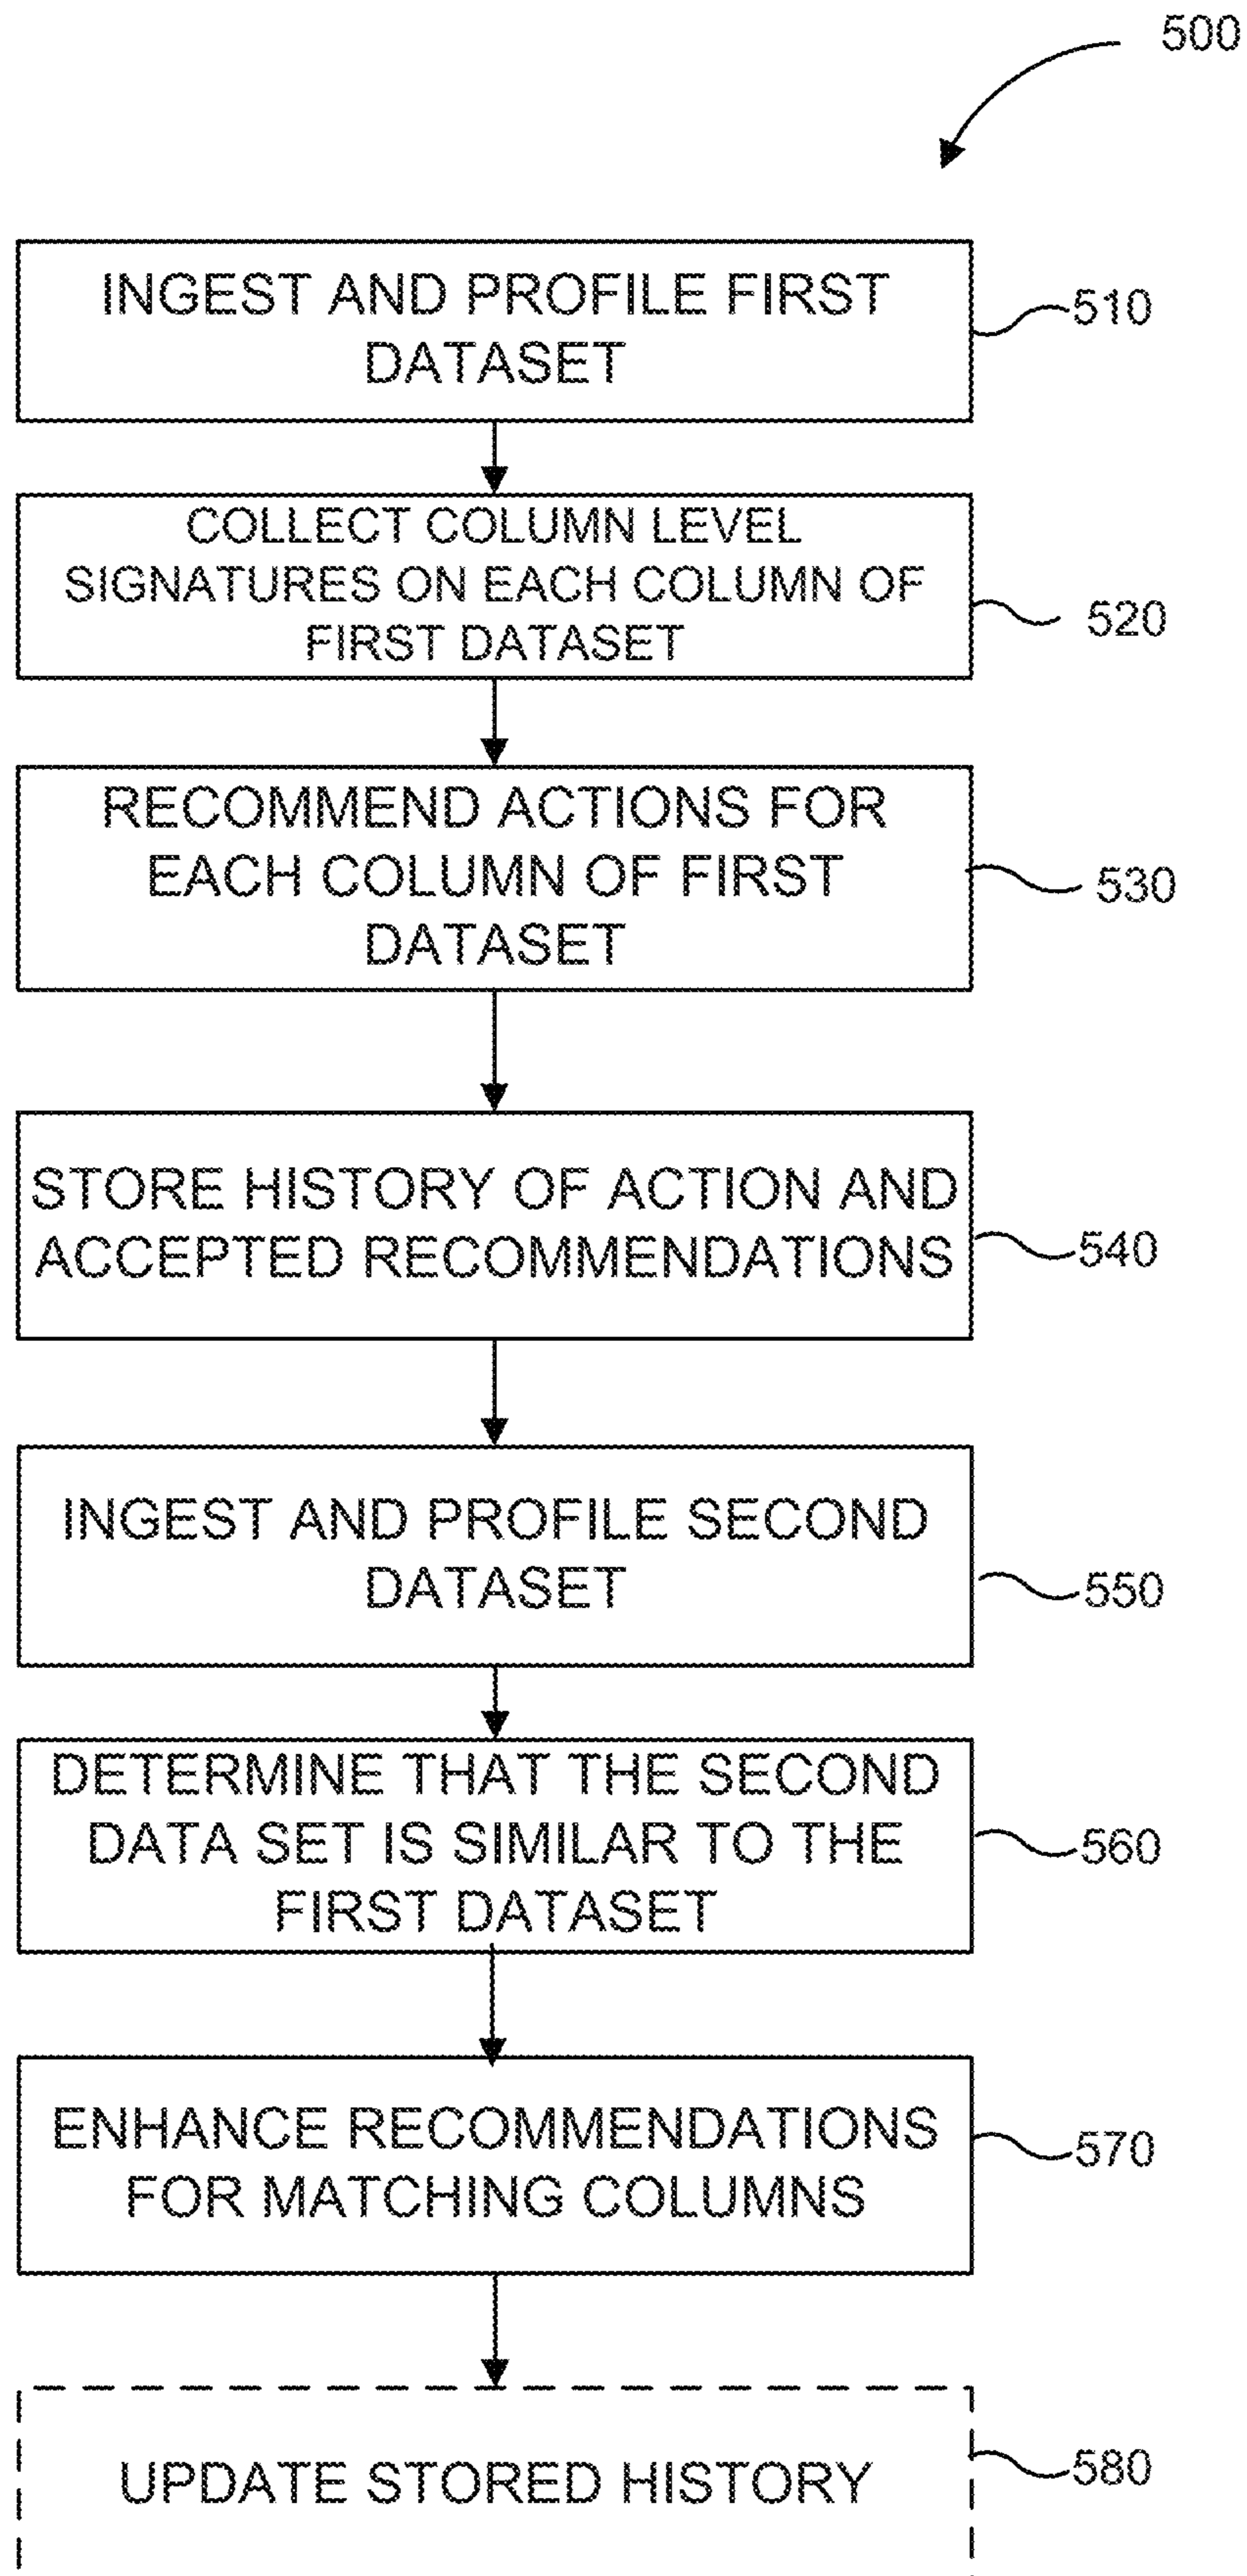 500
INGEST AND PROFILE FIRST
DATASET
510
COLLECT COLUMN LEVEL
SIGNATURES ON EACH COLUMN OF
FIRST DATASET
520
RECOMMEND ACTIONS FOR
EACH COLUMN OF FIRST
DATASET
530
STORE HISTORY OF ACTION AND
ACCEPTED RECOMMENDATIONS
540
INGEST AND PROFILE SECOND
DATASET
550
DETERMINE THAT THE SECOND
DATA SET IS SIMILAR TO THE
FIRST DATASET
560
ENHANCE RECOMMENDATIONS
FOR MATCHING COLUMNS
570
UPDATE STORED HISTORY
580